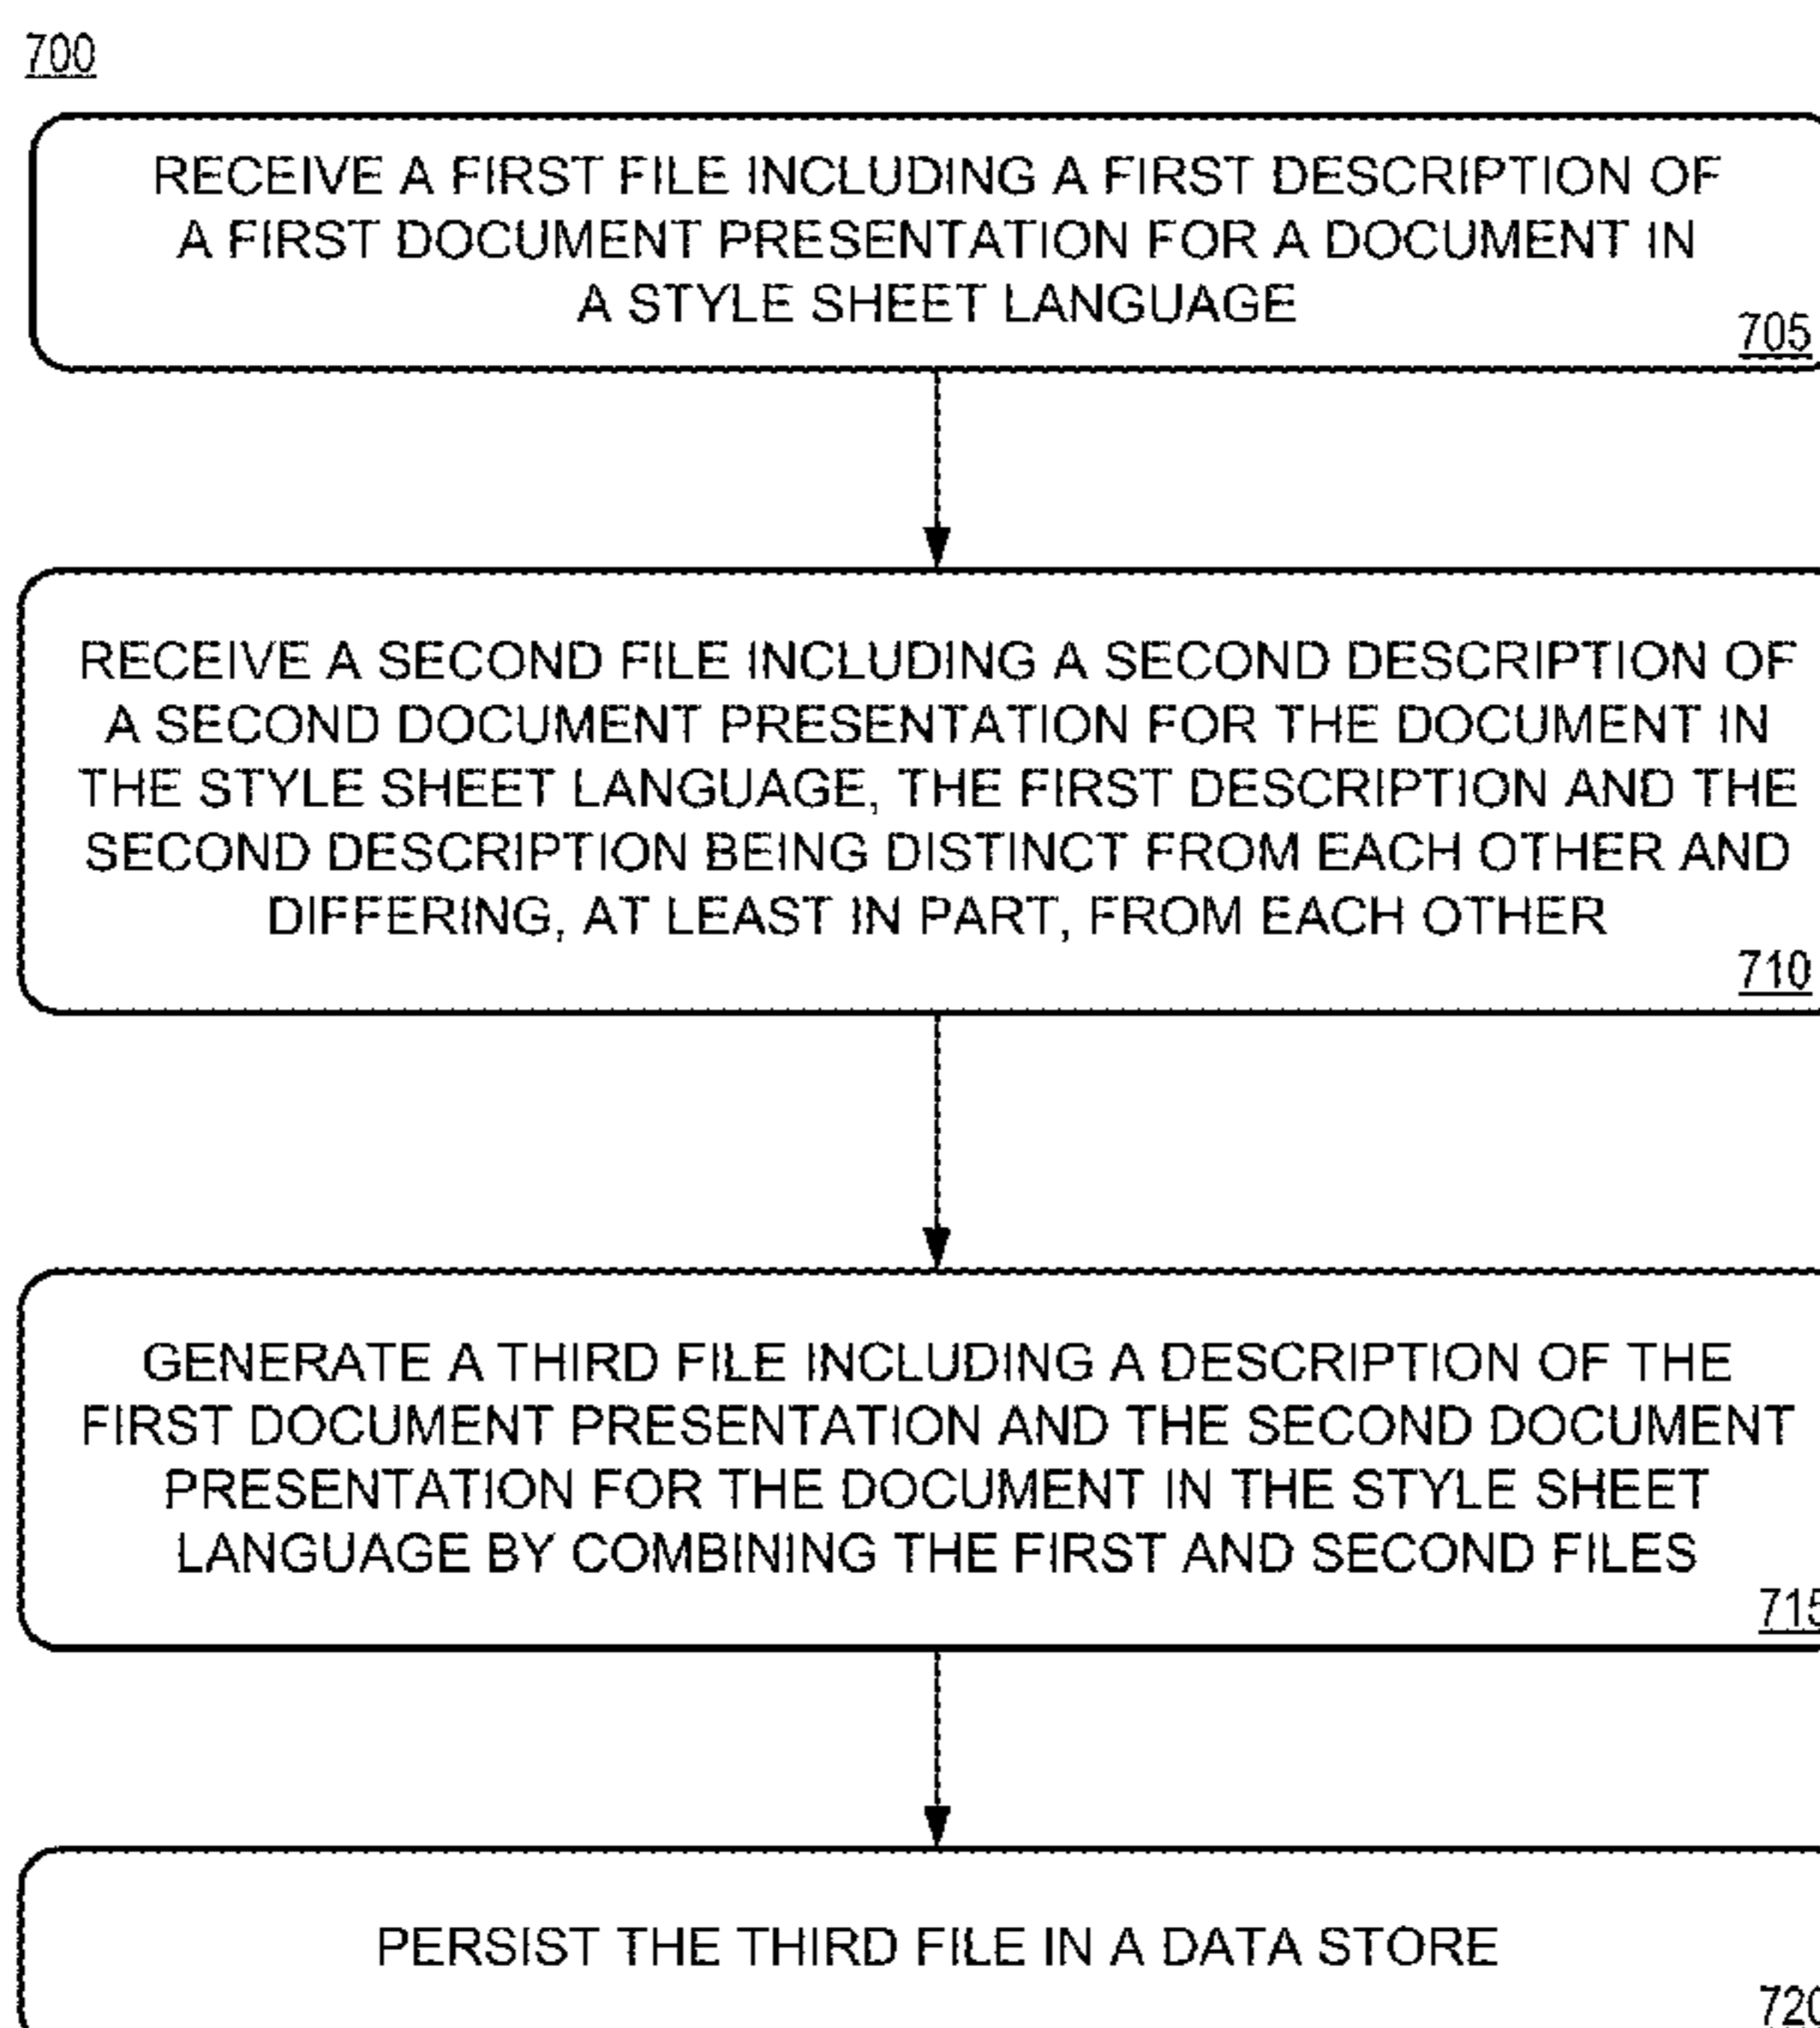 700
RECEIVE A FIRST FILE INCLUDING A FIRST DESCRIPTION OF
A FIRST DOCUMENT PRESENTATION FOR A DOCUMENT IN
A STYLE SHEET LANGUAGE
705
RECEIVE A SECOND FILE INCLUDING A SECOND DESCRIPTION OF
A SECOND DOCUMENT PRESENTATION FOR THE DOCUMENT IN
THE STYLE SHEET LANGUAGE, THE FIRST DESCRIPTION AND THE
SECOND DESCRIPTION BEING DISTINCT FROM EACH OTHER AND
DIFFERING, AT LEAST IN PART, FROM EACH OTHER
710
GENERATE A THIRD FILE INCLUDING A DESCRIPTION OF THE
FIRST DOCUMENT PRESENTATION AND THE SECOND DOCUMENT
PRESENTATION FOR THE DOCUMENT IN THE STYLE SHEET
LANGUAGE BY COMBINING THE FIRST AND SECOND FILES
715
PERSIST THE THIRD FILE IN A DATA STORE
720